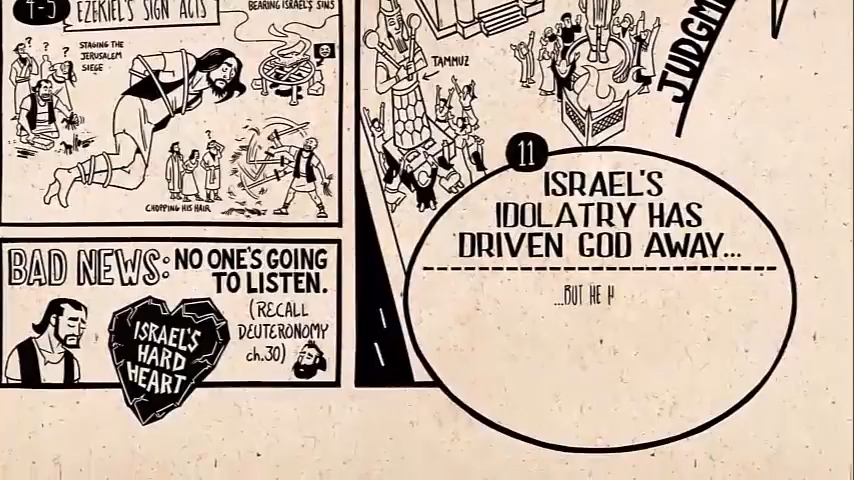 4-5
EZEKIEL'S SIGN ACTS
BEARING ISRAEL'S SINS
STAGING THE
JERUSALEM
SIEGE
? ? ?
?
CHOPPING HIS HAIR
BAD NEWS: NO ONE'S GOING
TO LISTEN.
(RECALL
DEUTERONOMY
ch.30)
ISRAEL'S
HARD
HEART
TAMMUZ
JUDGM
11
ISRAEL'S
IDOLATRY HAS
DRIVEN GOD AWAY...
...BUT HE H